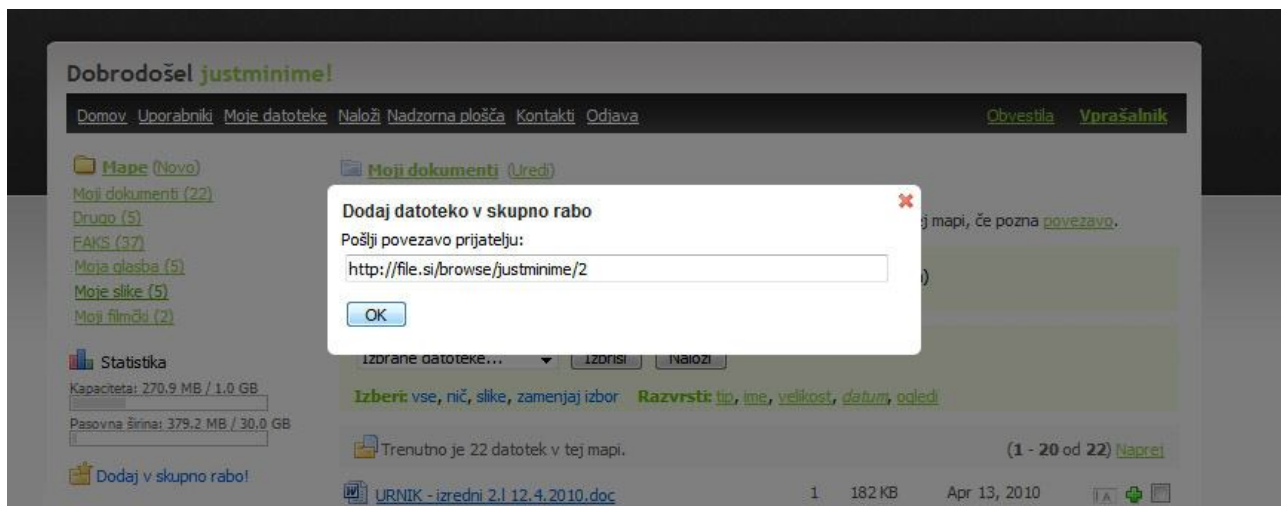 Dobrodošel justminime!
Domov Uporabniki Moje datoteke Naloži Nadzorna plošča Kontakti Odjava Obvestila Vprašalnik
Mape (Novo)
Moji dokumenti (22)
Drugo (5)
FAKS (37)
Moja glasba (5)
Moje slike (5)
Moji filmčki (2)
Statistika
Kapaciteta: 270.9 MB / 1.0 GB
Pasovna širina: 379.2 MB / 30.0 GB
Dodaj v skupno rabo!
Moji dokumenti (Uredi)
j mapi, če pozna povezavo.
)
Dodaj datoteko v skupno rabo
Pošlji povezavo prijatelju:
http://file.si/browse/justminime/2
OK
Izbrane datoteke... Izbriši Naloži
Izberi: vse, nič, slike, zamenjaj izbor Razvrsti: tip, ime, velikost, datum, ogledi
Trenutno je 22 datotek v tej mapi. (1 - 20 od 22) Naprej
URNIK - izredni 2.l 12.4.2010.doc 1 182 KB Apr 13, 2010